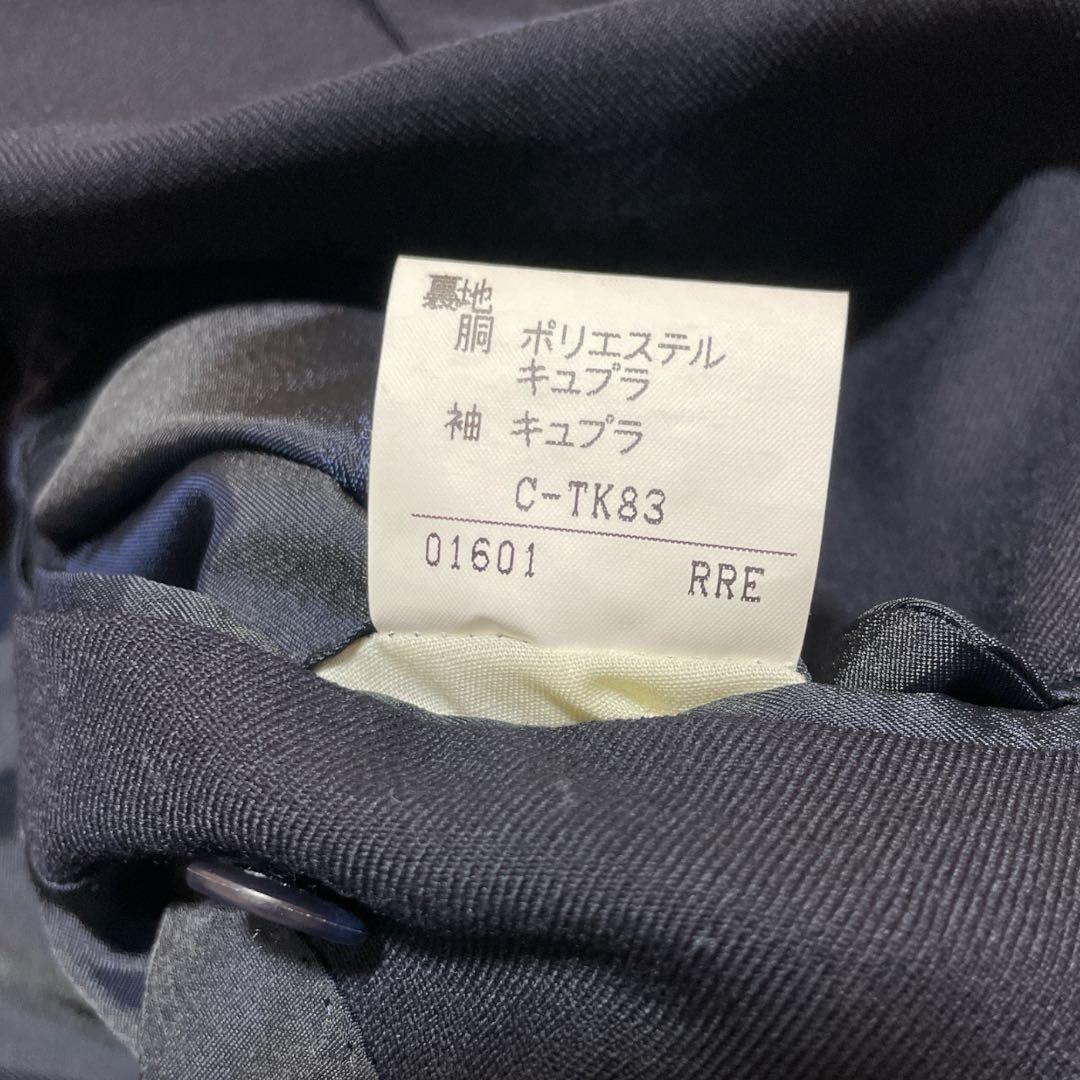 裏地
胴 ポリエステル
キュプラ
袖 キュプラ
C-TK83
01601 RRE